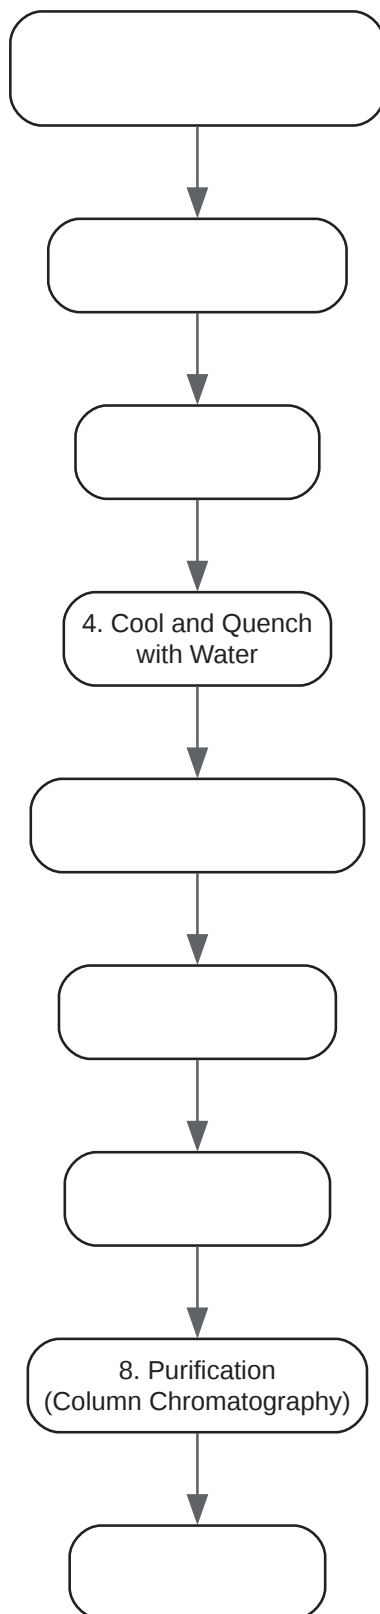 4. Cool and Quench
with Water
8. Purification
(Column Chromatography)